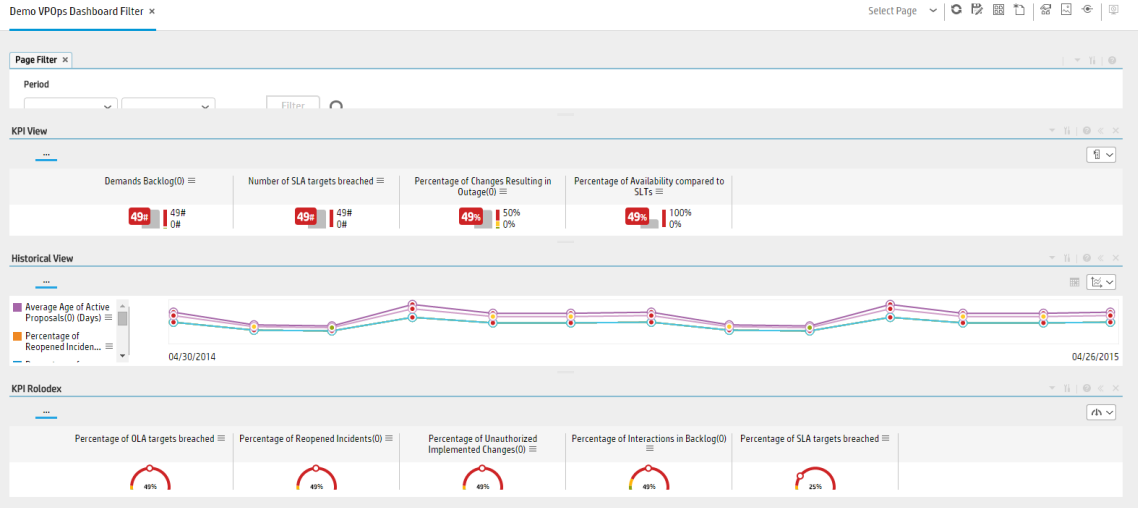 Demo VPOps Dashboard Filter ×
Select Page
Page Filter ×
Period
Filter
KPI View
...
Demands Backlog(0)
Number of SLA targets breached
Percentage of Changes Resulting in
Outage(0)
Percentage of Availability compared to
SLTs
49#
49#
0#
49#
49#
0#
49%
50%
0%
49%
100%
0%
Historical View
...
Average Age of Active
Proposals(0) (Days)
Percentage of
Reopened Inciden...
04/30/2014
04/26/2015
KPI Rolodex
...
Percentage of OLA targets breached
Percentage of Reopened Incidents(0)
Percentage of Unauthorized
Implemented Changes(0)
Percentage of Interactions in Backlog(0)
Percentage of SLA targets breached
49%
49%
49%
49%
25%